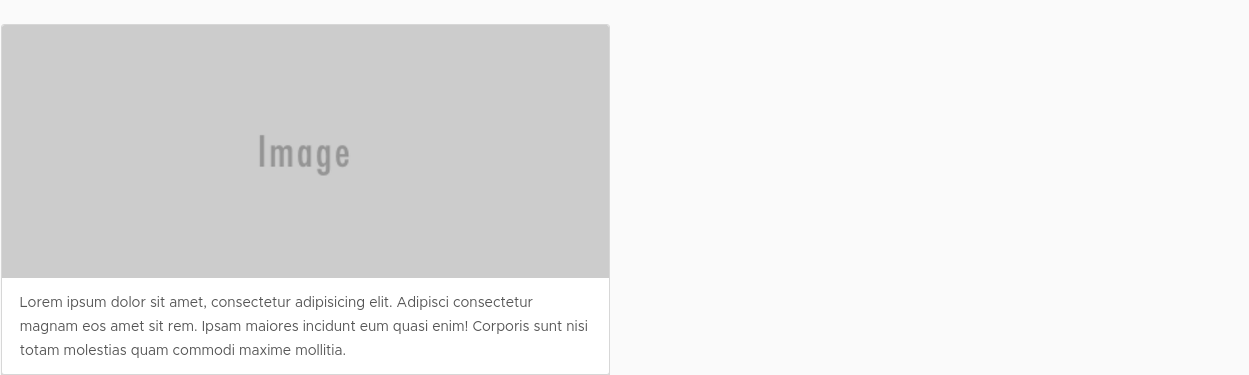 Image
Lorem ipsum dolor sit amet, consectetur adipisicing elit. Adipisci consectetur
magnam eos amet sit rem. Ipsam maiores incidunt eum quasi enim! Corporis sunt nisi
totam molestias quam commodi maxime mollitia.